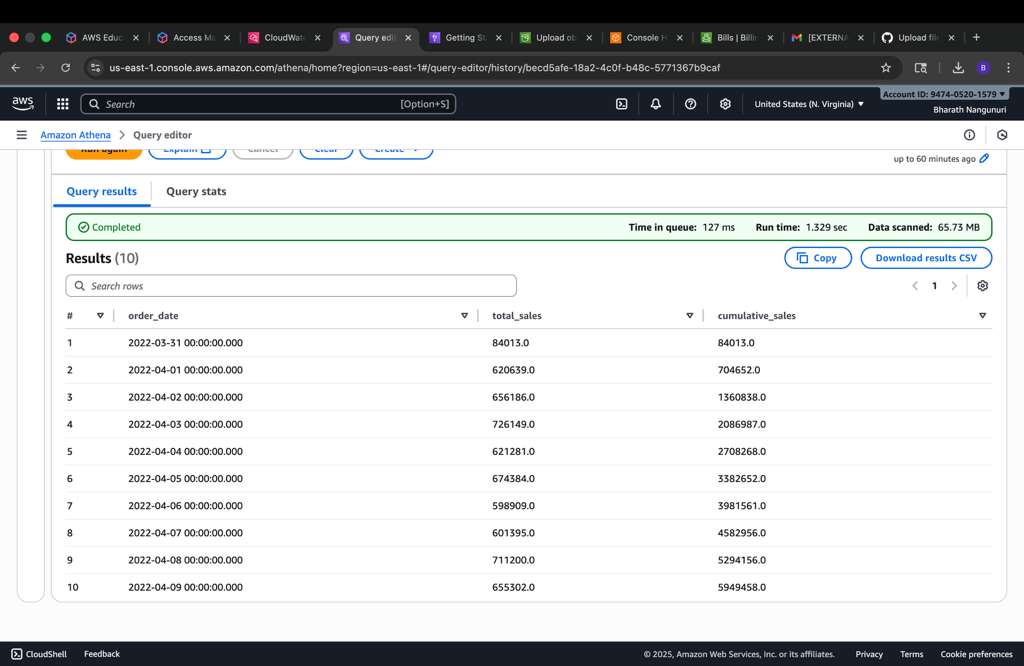 AWS Educ
Access Ma
CloudWat
Query edi
Getting St
Upload ob
Console H
Bills | Billin
[EXTERNA
Upload file
us-east-1.console.aws.amazon.com/athena/home?region=us-east-1#/query-editor/history/becd5afe-18a2-4c0f-b48c-5771367b9caf
B
aws
Search
[Option+S]
United States (N. Virginia)
Account ID: 9474-0520-1579
Bharath Nangunuri
Amazon Athena
Query editor
Run again
Explain
Cancel
Clear
Create
up to 60 minutes ago
Query results
Query stats
Completed
Time in queue: 127 ms
Run time: 1.329 sec
Data scanned: 65.73 MB
Results (10)
Copy
Download results CSV
Search rows
1
# order_date total_sales cumulative_sales
1 2022-03-31 00:00:00.000 84013.0 84013.0
2 2022-04-01 00:00:00.000 620639.0 704652.0
3 2022-04-02 00:00:00.000 656186.0 1360838.0
4 2022-04-03 00:00:00.000 726149.0 2086987.0
5 2022-04-04 00:00:00.000 621281.0 2708268.0
6 2022-04-05 00:00:00.000 674384.0 3382652.0
7 2022-04-06 00:00:00.000 598909.0 3981561.0
8 2022-04-07 00:00:00.000 601395.0 4582956.0
9 2022-04-08 00:00:00.000 711200.0 5294156.0
10 2022-04-09 00:00:00.000 655302.0 5949458.0
CloudShell
Feedback
© 2025, Amazon Web Services, Inc. or its affiliates.
Privacy
Terms
Cookie preferences